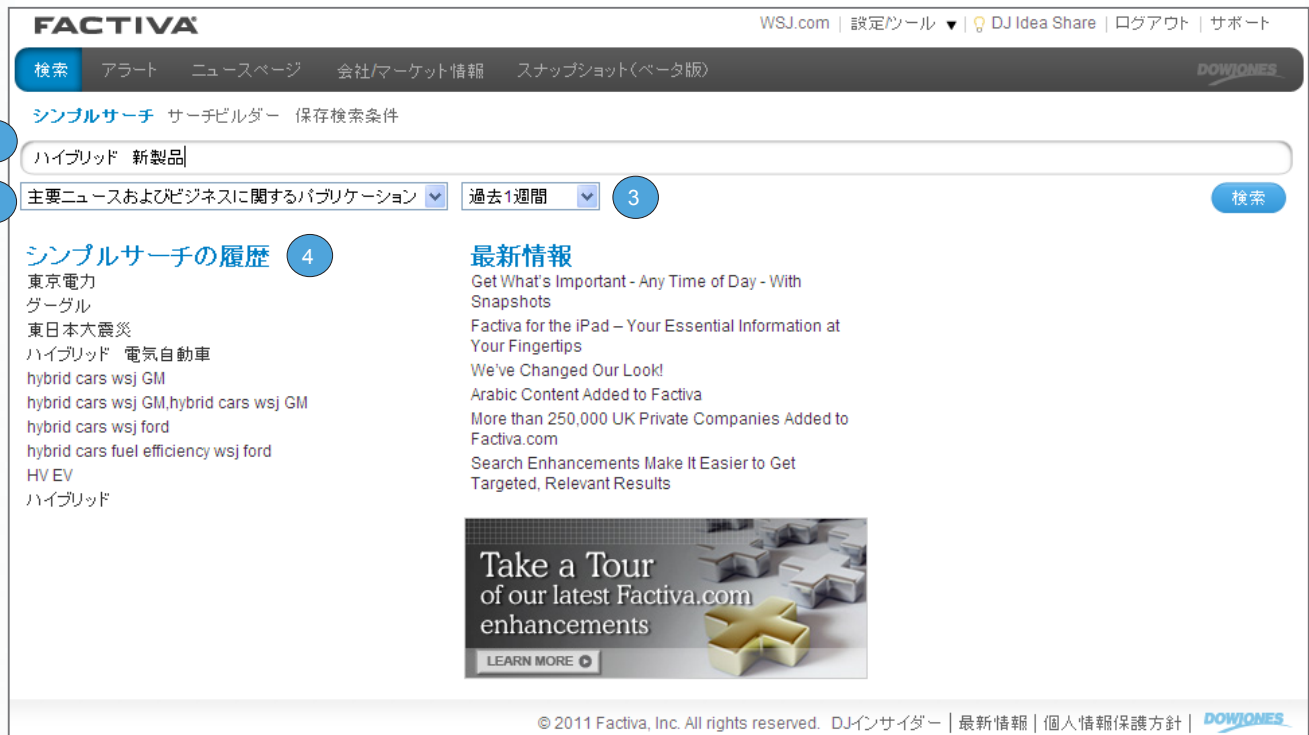 FACTIVA
WSJ.com | 設定/ツール ▼ | DJ Idea Share | ログアウト | サポート
検索 アラート ニュースページ 会社/マーケット情報 スナップショット(ベータ版) DOWJONES
シンプルサーチ サーチビルダー 保存検索条件
ハイブリッド 新製品
主要ニュースおよびビジネスに関するパブリケーション 過去1週間 3 検索
シンプルサーチの履歴 4
東京電力
グーグル
東日本大震災
ハイブリッド 電気自動車
hybrid cars wsj GM
hybrid cars wsj GM,hybrid cars wsj GM
hybrid cars wsj ford
hybrid cars fuel efficiency wsj ford
HV EV
ハイブリッド
最新情報
Get What's Important - Any Time of Day - With
Snapshots
Factiva for the iPad – Your Essential Information at
Your Fingertips
We've Changed Our Look!
Arabic Content Added to Factiva
More than 250,000 UK Private Companies Added to
Factiva.com
Search Enhancements Make It Easier to Get
Targeted, Relevant Results
Take a Tour
of our latest Factiva.com
enhancements
LEARN MORE
© 2011 Factiva, Inc. All rights reserved. DJインサイダー | 最新情報 | 個人情報保護方針 | DOWJONES